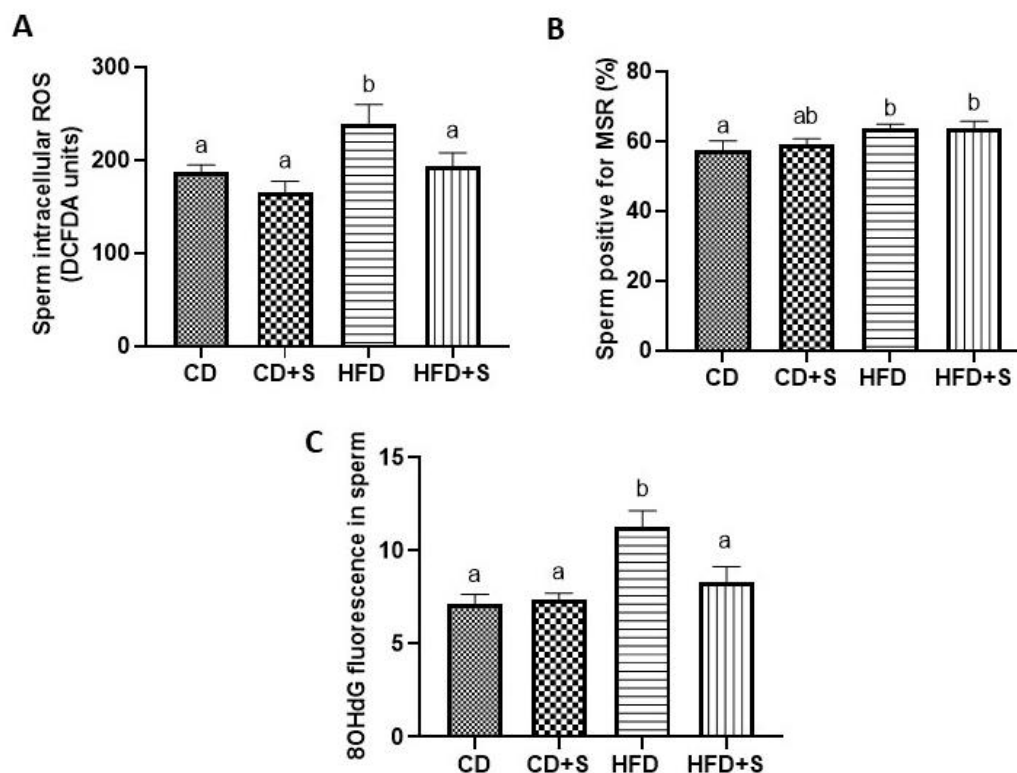 A
Sperm intracellular ROS
(DCFDA units)
300
200
100
0
a
a
b
a
CD
CD+S
HFD
HFD+S
B
Sperm positive for MSR (%)
80
60
40
20
0
a
ab
b
b
CD
CD+S
HFD
HFD+S
C
8OHdG fluorescence in sperm
15
10
5
0
a
a
b
a
CD
CD+S
HFD
HFD+S